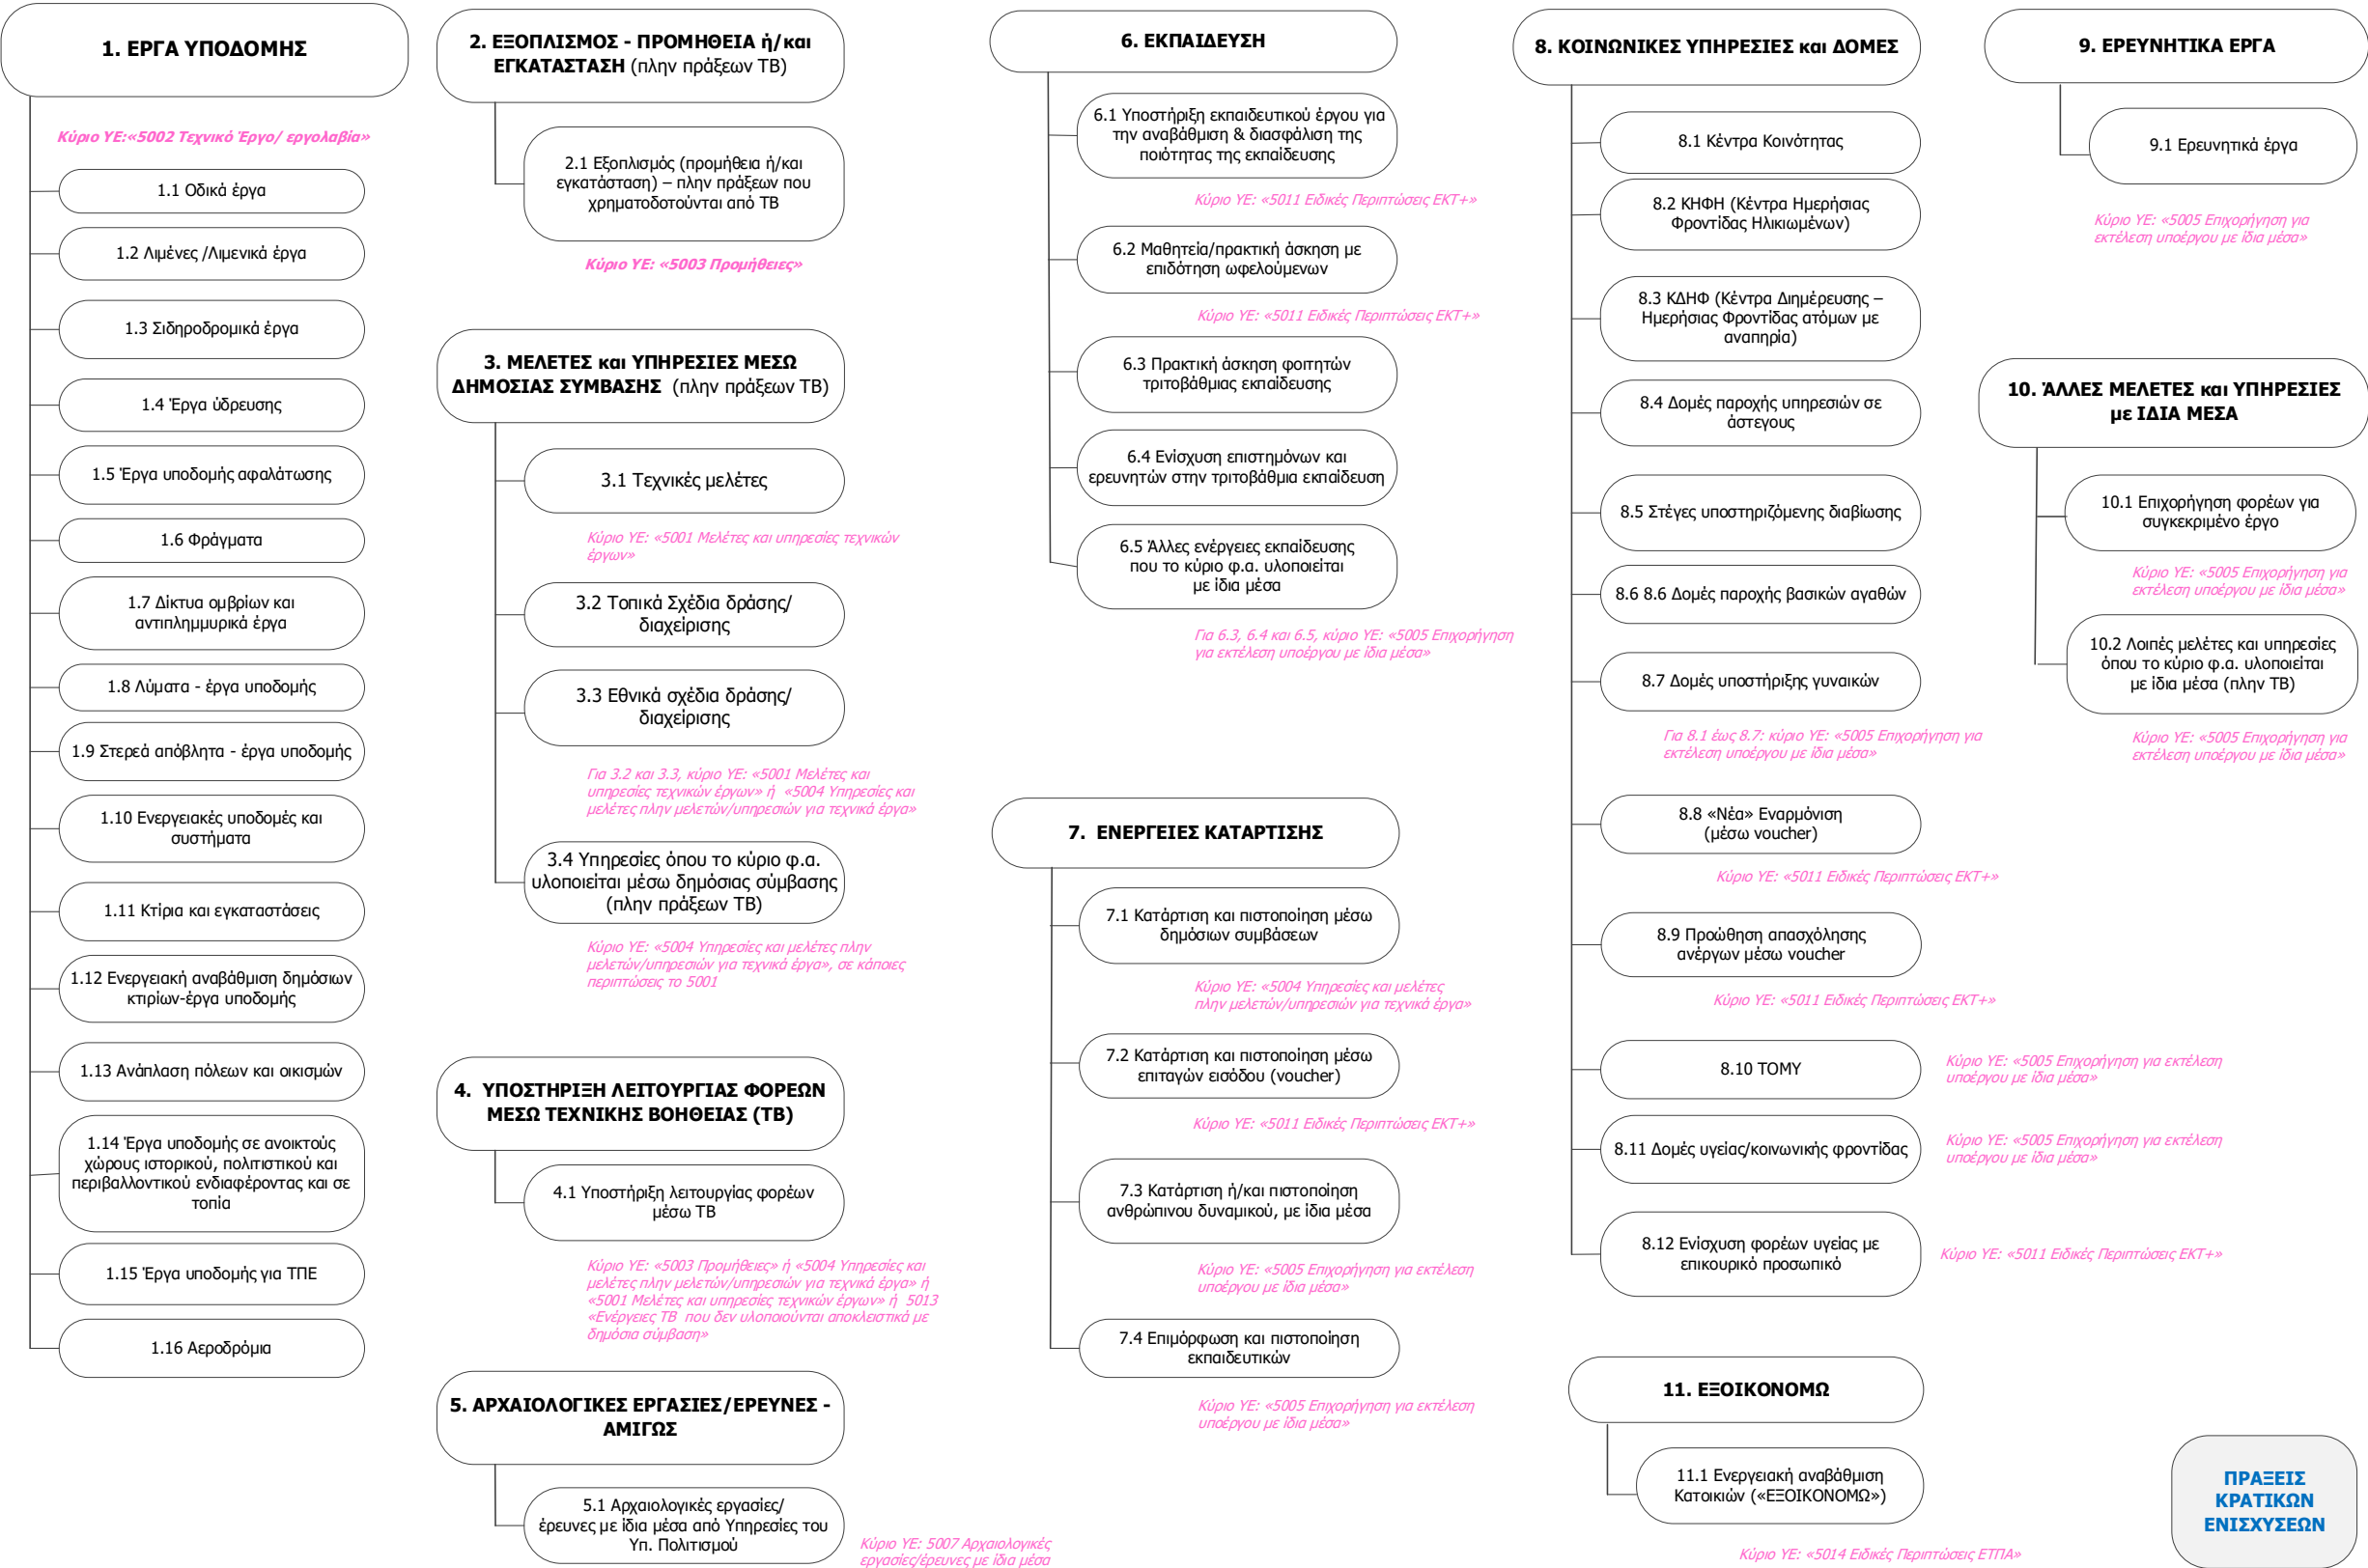 1. ΕΡΓΑ ΥΠΟΔΟΜΗΣ
Κύριο ΥΕ:«5002 Τεχνικό Έργο/ εργολαβία»
1.1 Οδικά έργα
1.2 Λιμένες /Λιμενικά έργα
1.3 Σιδηροδρομικά έργα
1.4 Έργα ύδρευσης
1.5 Έργα υποδομής αφαλάτωσης
1.6 Φράγματα
1.7 Δίκτυα ομβρίων και
αντιπλημμυρικά έργα
1.8 Λύματα - έργα υποδομής
1.9 Στερεά απόβλητα - έργα υποδομής
1.10 Ενεργειακές υποδομές και
συστήματα
1.11 Κτίρια και εγκαταστάσεις
1.12 Ενεργειακή αναβάθμιση δημόσιων
κτιρίων-έργα υποδομής
1.13 Ανάπλαση πόλεων και οικισμών
1.14 Έργα υποδομής σε ανοικτούς
χώρους ιστορικού, πολιτιστικού και
περιβαλλοντικού ενδιαφέροντας και σε
τοπία
1.15 Έργα υποδομής για ΤΠΕ
1.16 Αεροδρόμια
2. ΕΞΟΠΛΙΣΜΟΣ - ΠΡΟΜΗΘΕΙΑ ή/και
ΕΓΚΑΤΑΣΤΑΣΗ (πλην πράξεων ΤΒ)
2.1 Εξοπλισμός (προμήθεια ή/και
εγκατάσταση) – πλην πράξεων που
χρηματοδοτούνται από ΤΒ
Κύριο ΥΕ: «5003 Προμήθειες»
3. ΜΕΛΕΤΕΣ και ΥΠΗΡΕΣΙΕΣ ΜΕΣΩ
ΔΗΜΟΣΙΑΣ ΣΥΜΒΑΣΗΣ (πλην πράξεων ΤΒ)
3.1 Τεχνικές μελέτες
Κύριο ΥΕ: «5001 Μελέτες και υπηρεσίες τεχνικών
έργων»
3.2 Τοπικά Σχέδια δράσης/
διαχείρισης
3.3 Εθνικά σχέδια δράσης/
διαχείρισης
Για 3.2 και 3.3, κύριο ΥΕ: «5001 Μελέτες και
υπηρεσίες τεχνικών έργων» ή «5004 Υπηρεσίες και
μελέτες πλην μελετών/υπηρεσιών για τεχνικά έργα»
3.4 Υπηρεσίες όπου το κύριο φ.α.
υλοποιείται μέσω δημόσιας σύμβασης
(πλην πράξεων ΤΒ)
Κύριο ΥΕ: «5004 Υπηρεσίες και μελέτες πλην
μελετών/υπηρεσιών για τεχνικά έργα», σε κάποιες
περιπτώσεις το 5001
4. ΥΠΟΣΤΗΡΙΞΗ ΛΕΙΤΟΥΡΓΙΑΣ ΦΟΡΕΩΝ
ΜΕΣΩ ΤΕΧΝΙΚΗΣ ΒΟΗΘΕΙΑΣ (ΤΒ)
4.1 Υποστήριξη λειτουργίας φορέων
μέσω ΤΒ
Κύριο ΥΕ: «5003 Προμήθειες» ή «5004 Υπηρεσίες και
μελέτες πλην μελετών/υπηρεσιών για τεχνικά έργα» ή
«5001 Μελέτες και υπηρεσίες τεχνικών έργων» ή 5013
«Ενέργειες ΤΒ που δεν υλοποιούνται αποκλειστικά με
δημόσια σύμβαση»
5. ΑΡΧΑΙΟΛΟΓΙΚΕΣ ΕΡΓΑΣΙΕΣ/ΕΡΕΥΝΕΣ -
ΑΜΙΓΩΣ
5.1 Αρχαιολογικές εργασίες/
έρευνες με ίδια μέσα από Υπηρεσίες του
Υπ. Πολιτισμού
Κύριο ΥΕ: 5007 Αρχαιολογικές
εργασίες/έρευνες με ίδια μέσα
6. ΕΚΠΑΙΔΕΥΣΗ
6.1 Υποστήριξη εκπαιδευτικού έργου για
την αναβάθμιση & διασφάλιση της
ποιότητας της εκπαίδευσης
Κύριο ΥΕ: «5011 Ειδικές Περιπτώσεις ΕΚΤ+»
6.2 Μαθητεία/πρακτική άσκηση με
επιδότηση ωφελούμενων
Κύριο ΥΕ: «5011 Ειδικές Περιπτώσεις ΕΚΤ+»
6.3 Πρακτική άσκηση φοιτητών
τριτοβάθμιας εκπαίδευσης
6.4 Ενίσχυση επιστημόνων και
ερευνητών στην τριτοβάθμια εκπαίδευση
6.5 Άλλες ενέργειες εκπαίδευσης
που το κύριο φ.α. υλοποιείται
με ίδια μέσα
Για 6.3, 6.4 και 6.5, κύριο ΥΕ: «5005 Επιχορήγηση
για εκτέλεση υποέργου με ίδια μέσα»
7. ΕΝΕΡΓΕΙΕΣ ΚΑΤΑΡΤΙΣΗΣ
7.1 Κατάρτιση και πιστοποίηση μέσω
δημόσιων συμβάσεων
Κύριο ΥΕ: «5004 Υπηρεσίες και μελέτες
πλην μελετών/υπηρεσιών για τεχνικά έργα»
7.2 Κατάρτιση και πιστοποίηση μέσω
επιταγών εισόδου (voucher)
Κύριο ΥΕ: «5011 Ειδικές Περιπτώσεις ΕΚΤ+»
7.3 Κατάρτιση ή/και πιστοποίηση
ανθρώπινου δυναμικού, με ίδια μέσα
Κύριο ΥΕ: «5005 Επιχορήγηση για εκτέλεση
υποέργου με ίδια μέσα»
7.4 Επιμόρφωση και πιστοποίηση
εκπαιδευτικών
Κύριο ΥΕ: «5005 Επιχορήγηση για εκτέλεση
υποέργου με ίδια μέσα»
8. ΚΟΙΝΩΝΙΚΕΣ ΥΠΗΡΕΣΙΕΣ και ΔΟΜΕΣ
8.1 Κέντρα Κοινότητας
8.2 ΚΗΦΗ (Κέντρα Ημερήσιας
Φροντίδας Ηλικιωμένων)
8.3 ΚΔΗΦ (Κέντρα Διημέρευσης –
Ημερήσιας Φροντίδας ατόμων με
αναπηρία)
8.4 Δομές παροχής υπηρεσιών σε
άστεγους
8.5 Στέγες υποστηριζόμενης διαβίωσης
8.6 8.6 Δομές παροχής βασικών αγαθών
8.7 Δομές υποστήριξης γυναικών
Για 8.1 έως 8.7: κύριο ΥΕ: «5005 Επιχορήγηση για
εκτέλεση υποέργου με ίδια μέσα»
8.8 «Νέα» Εναρμόνιση
(μέσω voucher)
Κύριο ΥΕ: «5011 Ειδικές Περιπτώσεις ΕΚΤ+»
8.9 Προώθηση απασχόλησης
ανέργων μέσω voucher
Κύριο ΥΕ: «5011 Ειδικές Περιπτώσεις ΕΚΤ+»
8.10 ΤΟΜΥ
Κύριο ΥΕ: «5005 Επιχορήγηση για εκτέλεση
υποέργου με ίδια μέσα»
8.11 Δομές υγείας/κοινωνικής φροντίδας
Κύριο ΥΕ: «5005 Επιχορήγηση για εκτέλεση
υποέργου με ίδια μέσα»
8.12 Ενίσχυση φορέων υγείας με
επικουρικό προσωπικό
Κύριο ΥΕ: «5011 Ειδικές Περιπτώσεις ΕΚΤ+»
9. ΕΡΕΥΝΗΤΙΚΑ ΕΡΓΑ
9.1 Ερευνητικά έργα
Κύριο ΥΕ: «5005 Επιχορήγηση για
εκτέλεση υποέργου με ίδια μέσα»
10. ΆΛΛΕΣ ΜΕΛΕΤΕΣ και ΥΠΗΡΕΣΙΕΣ
με ΙΔΙΑ ΜΕΣΑ
10.1 Επιχορήγηση φορέων για
συγκεκριμένο έργο
Κύριο ΥΕ: «5005 Επιχορήγηση για
εκτέλεση υποέργου με ίδια μέσα»
10.2 Λοιπές μελέτες και υπηρεσίες
όπου το κύριο φ.α. υλοποιείται
με ίδια μέσα (πλην ΤΒ)
Κύριο ΥΕ: «5005 Επιχορήγηση για
εκτέλεση υποέργου με ίδια μέσα»
11. ΕΞΟΙΚΟΝΟΜΩ
11.1 Ενεργειακή αναβάθμιση
Κατοικιών («ΕΞΟΙΚΟΝΟΜΩ»)
Κύριο ΥΕ: «5014 Ειδικές Περιπτώσεις ΕΤΠΑ»
ΠΡΑΞΕΙΣ
ΚΡΑΤΙΚΩΝ
ΕΝΙΣΧΥΣΕΩΝ